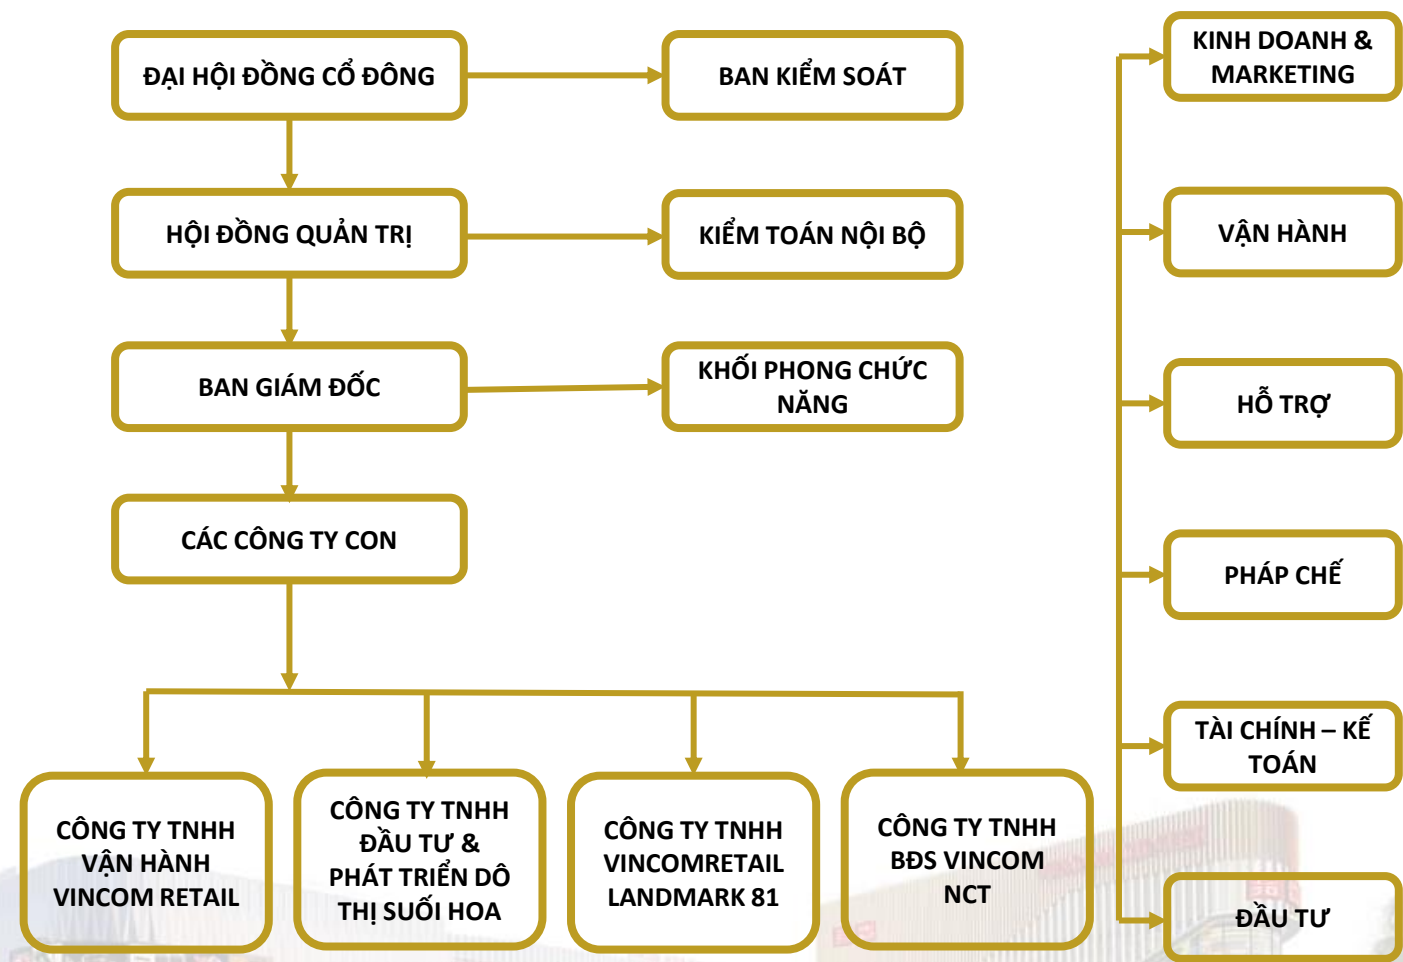 ĐẠI HỘI ĐỒNG CỔ ĐÔNG
BAN KIỂM SOÁT
HỘI ĐỒNG QUẢN TRỊ
KIỂM TOÁN NỘI BỘ
BAN GIÁM ĐỐC
KHỐI PHONG CHỨC
NĂNG
CÁC CÔNG TY CON
CÔNG TY TNHH
VẬN HÀNH
VINCOM RETAIL
CÔNG TY TNHH
ĐẦU TƯ &
PHÁT TRIỂN DÔ
THỊ SUỐI HOA
CÔNG TY TNHH
VINCOMRETAIL
LANDMARK 81
CÔNG TY TNHH
BĐS VINCOM
NCT
KINH DOANH &
MARKETING
VẬN HÀNH
HỖ TRỢ
PHÁP CHẾ
TÀI CHÍNH – KẾ
TOÁN
ĐẦU TƯ